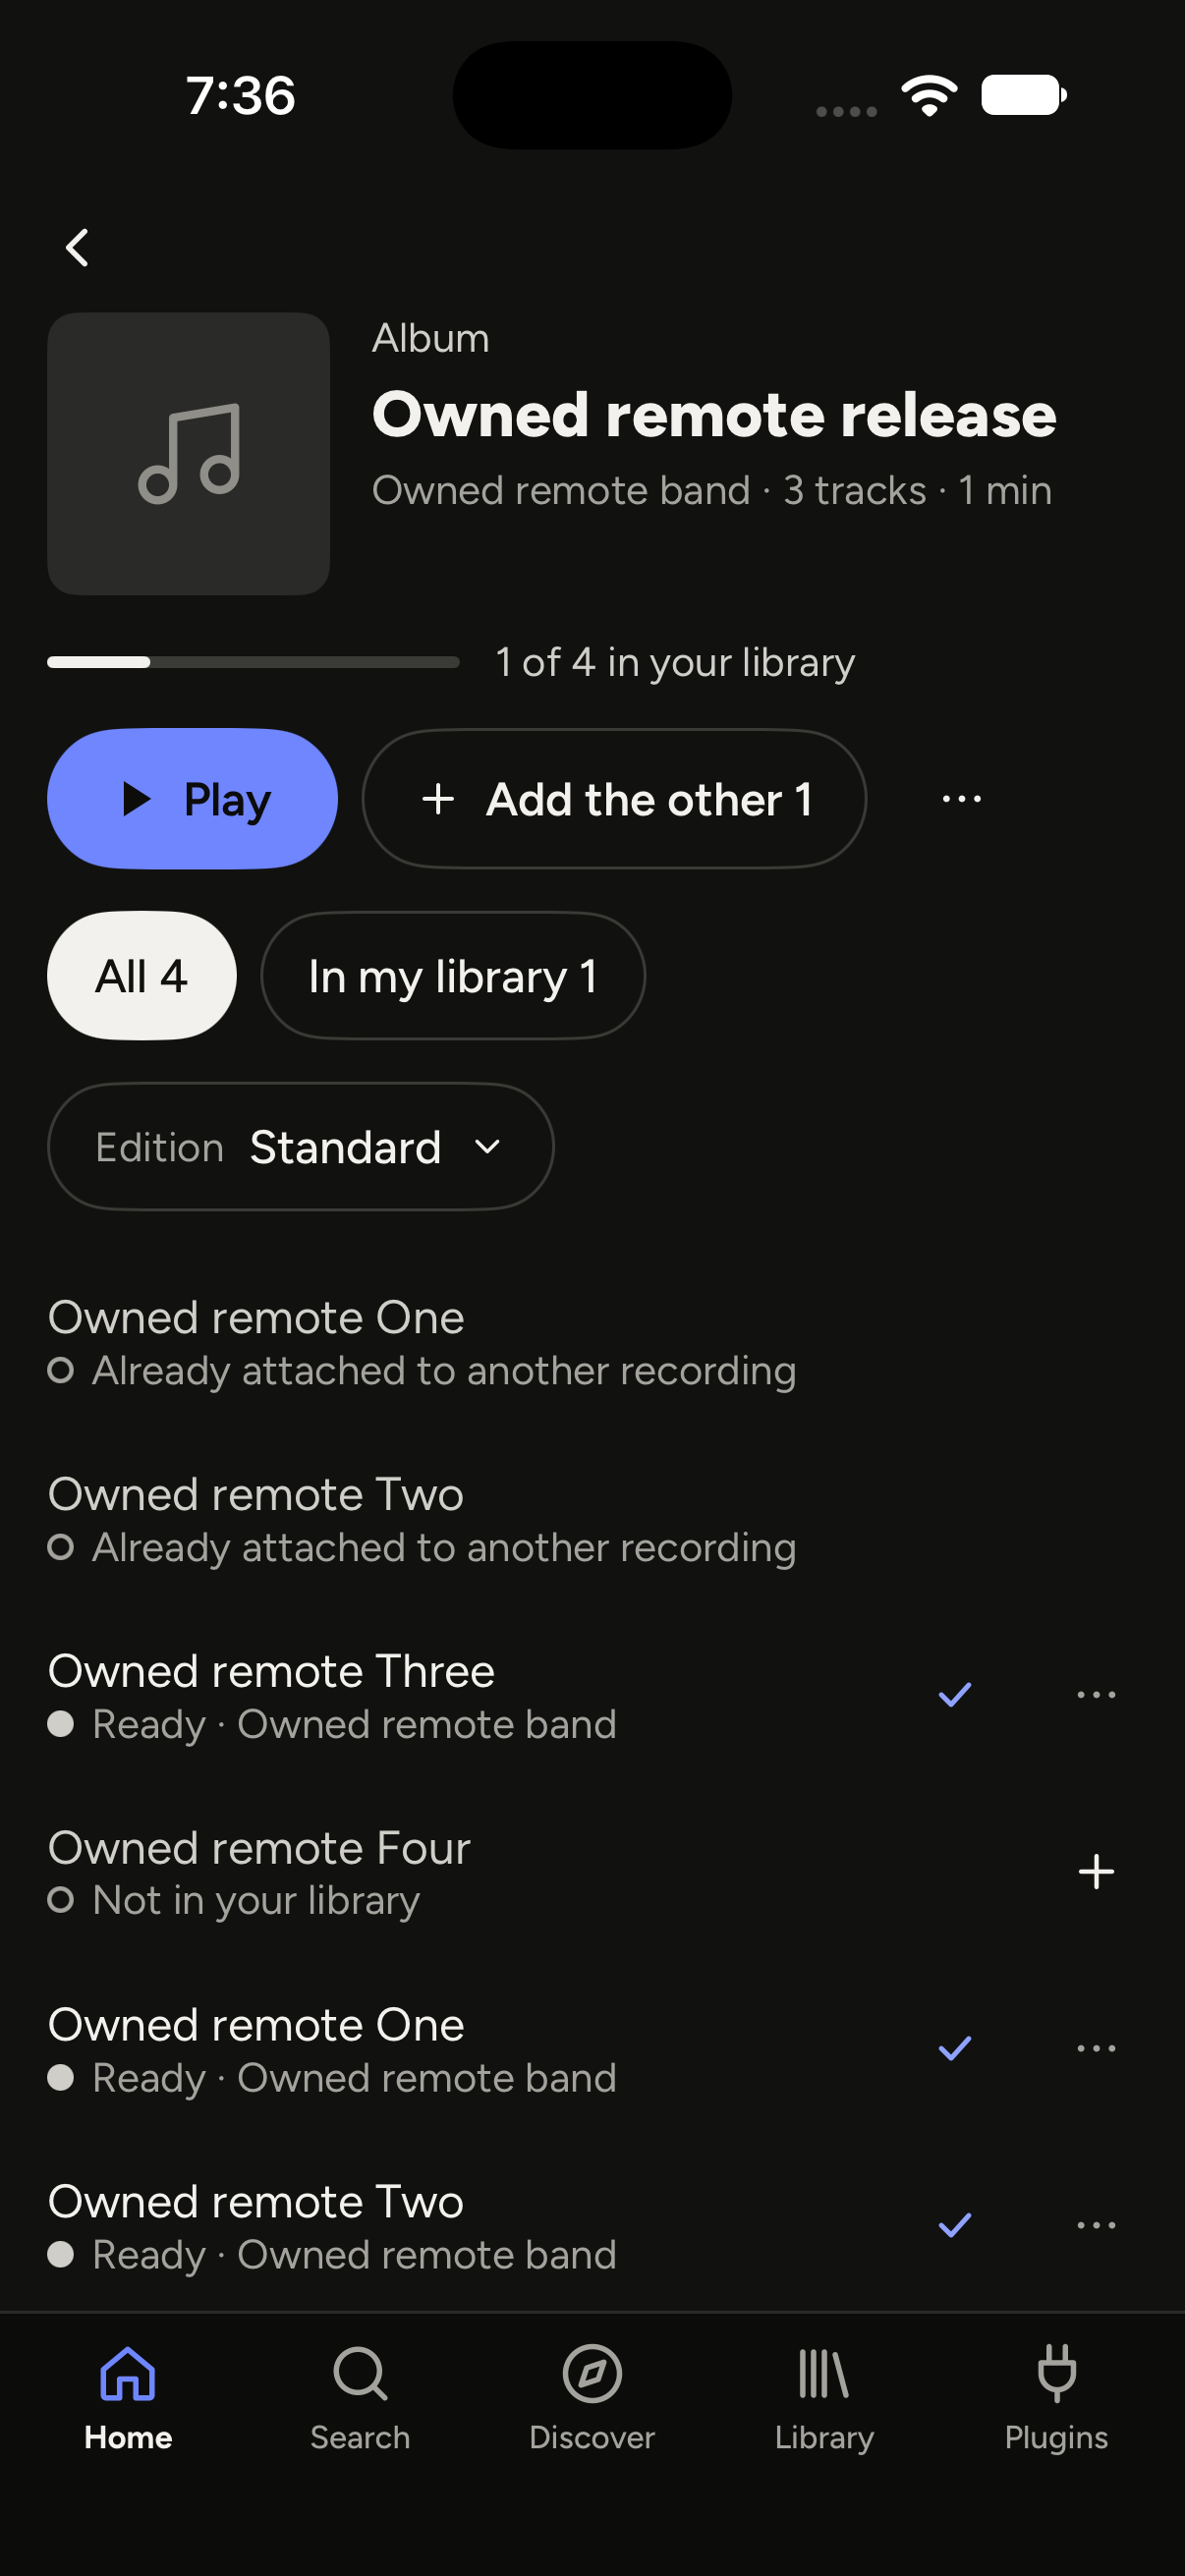 7:36
Album
Owned remote release
Owned remote band · 3 tracks · 1 min
1 of 4 in your library
Play
Add the other 1
All 4
In my library 1
Edition Standard
Owned remote One
Already attached to another recording
Owned remote Two
Already attached to another recording
Owned remote Three
Ready · Owned remote band
Owned remote Four
Not in your library
Owned remote One
Ready · Owned remote band
Owned remote Two
Ready · Owned remote band
Home Search Discover Library Plugins